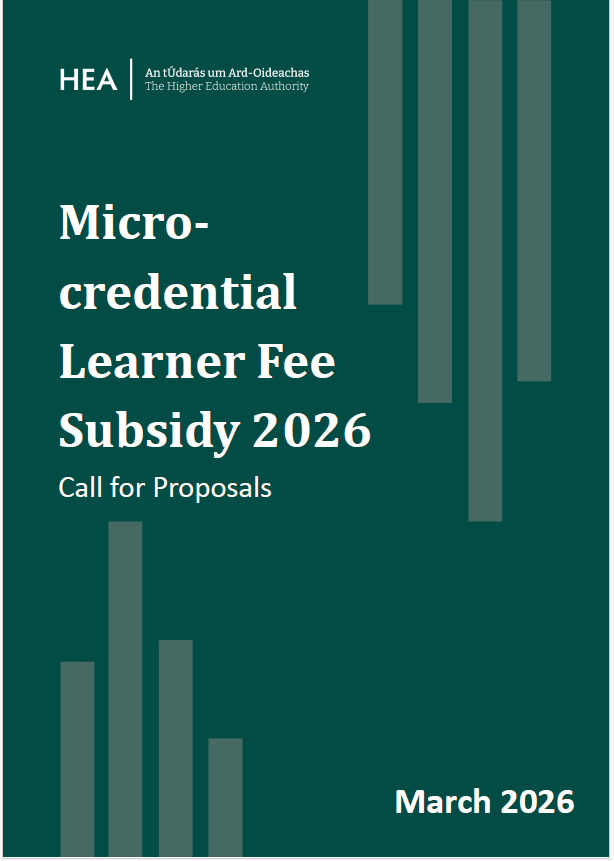 HEA
An tÚdarás um Ard-Oideachas
The Higher Education Authority
Micro-
credential
Learner Fee
Subsidy 2026
Call for Proposals
March 2026